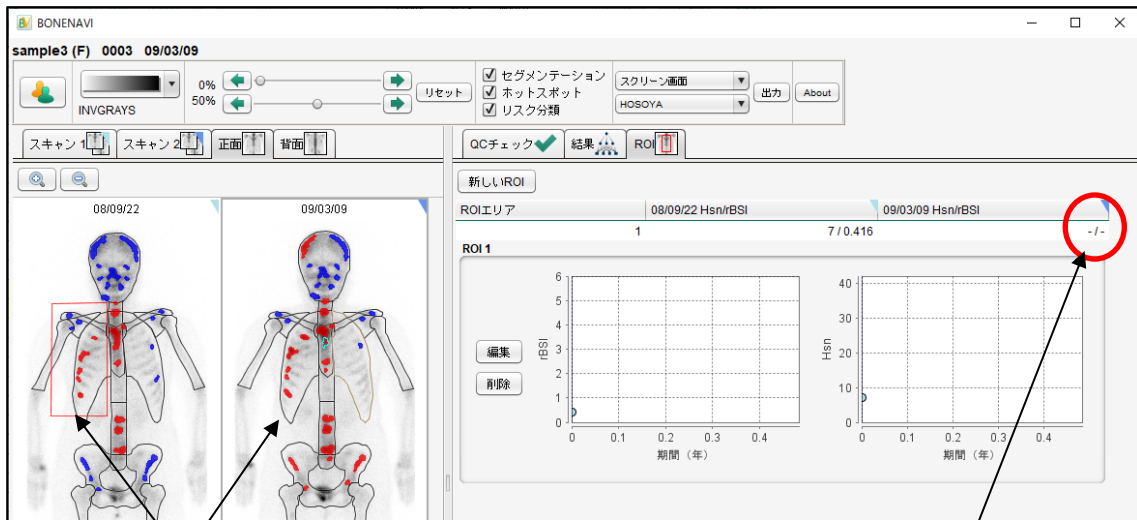 BONENAVI
sample3 (F) 0003 09/03/09
INVGRAYS
0%
50%
リセット
セグメンテーション
ホットスポット
リスク分類
スクリーン画面
HOSOYA
出力
About
スキャン 1
スキャン 2
正面
背面
QCチェック
結果
ROI
新しいROI
08/09/22
09/03/09
ROIエリア 08/09/22 Hsn/rBSI 09/03/09 Hsn/rBSI
1 7 / 0.416 - / -
ROI 1
編集
削除
rBSI
6
5
4
3
2
1
0
0 0.1 0.2 0.3 0.4
期間（年）
Hsn
40
30
20
10
0
0 0.1 0.2 0.3 0.4
期間（年）